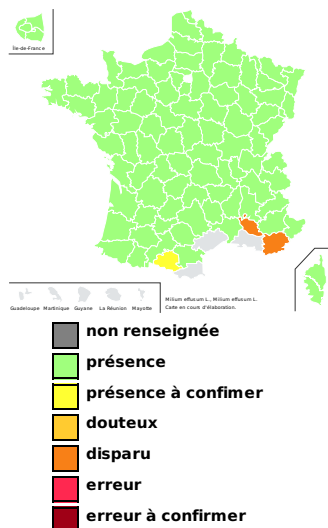 Île-de-France
Guadeloupe Martinique Guyane La Réunion Mayotte
Milium effusum L., Milium effusum L.
Carte en cours d'élaboration.
non renseignée
présence
présence à confimer
douteux
disparu
erreur
erreur à confirmer